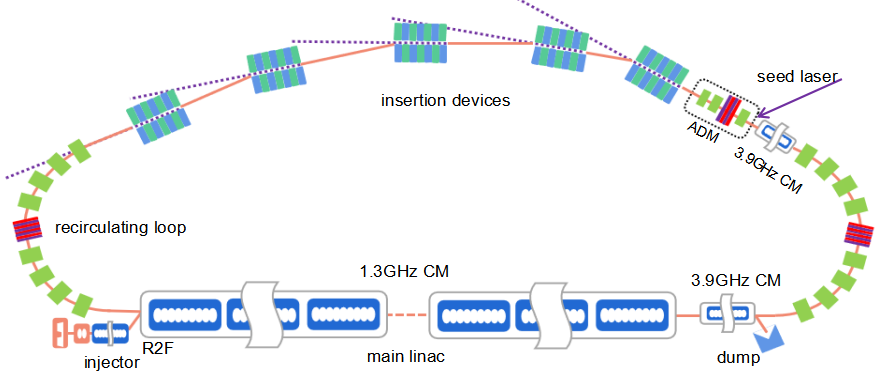 seed laser
insertion devices
ADM
3.9GHz CM
recirculating loop
1.3GHz CM
3.9GHz CM
R2F
injector
main linac
dump